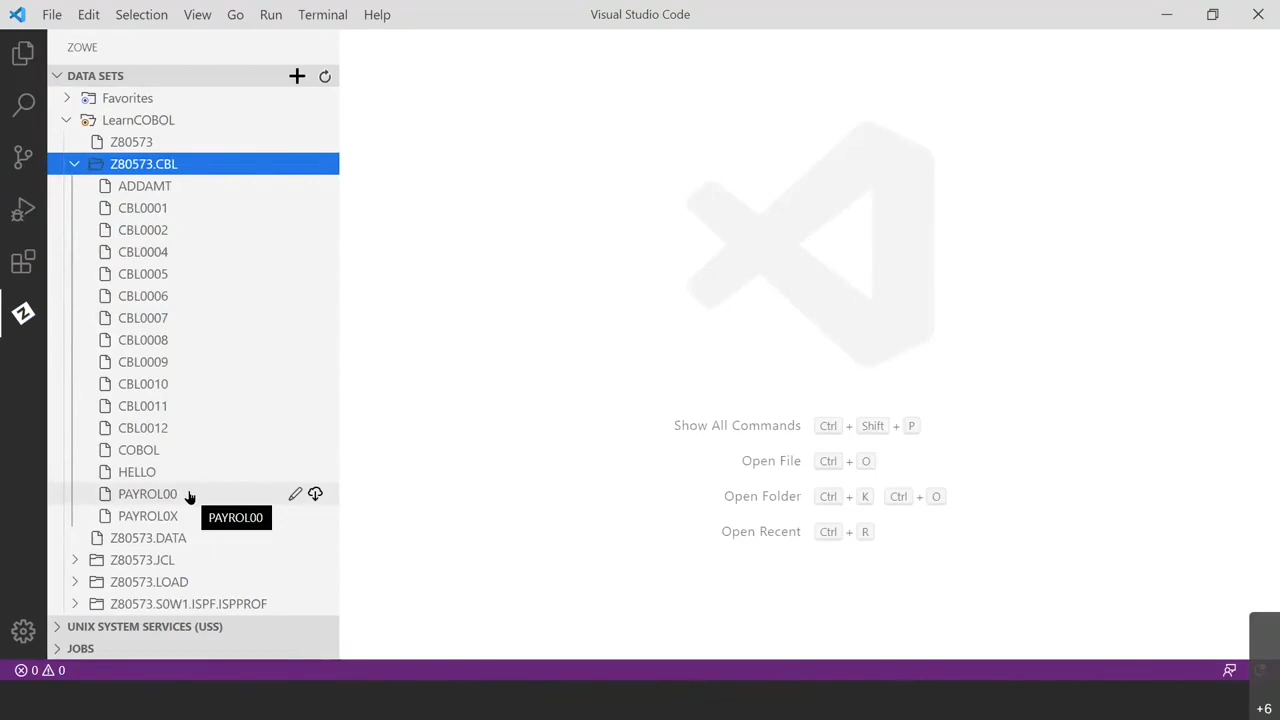 File Edit Selection View Go Run Terminal Help Visual Studio Code
ZOWE
DATA SETS
Favorites
LearnCOBOL
Z80573
Z80573.CBL
ADDAMT
CBL0001
CBL0002
CBL0004
CBL0005
CBL0006
CBL0007
CBL0008
CBL0009
CBL0010
CBL0011
CBL0012
COBOL
HELLO
PAYROL00
PAYROL0X
PAYROL00
Z80573.DATA
Z80573.JCL
Z80573.LOAD
Z80573.S0W1.ISPF.ISPPROF
UNIX SYSTEM SERVICES (USS)
JOBS
Show All Commands Ctrl + Shift + P
Open File Ctrl + O
Open Folder Ctrl + K Ctrl + O
Open Recent Ctrl + R
0 0
+6